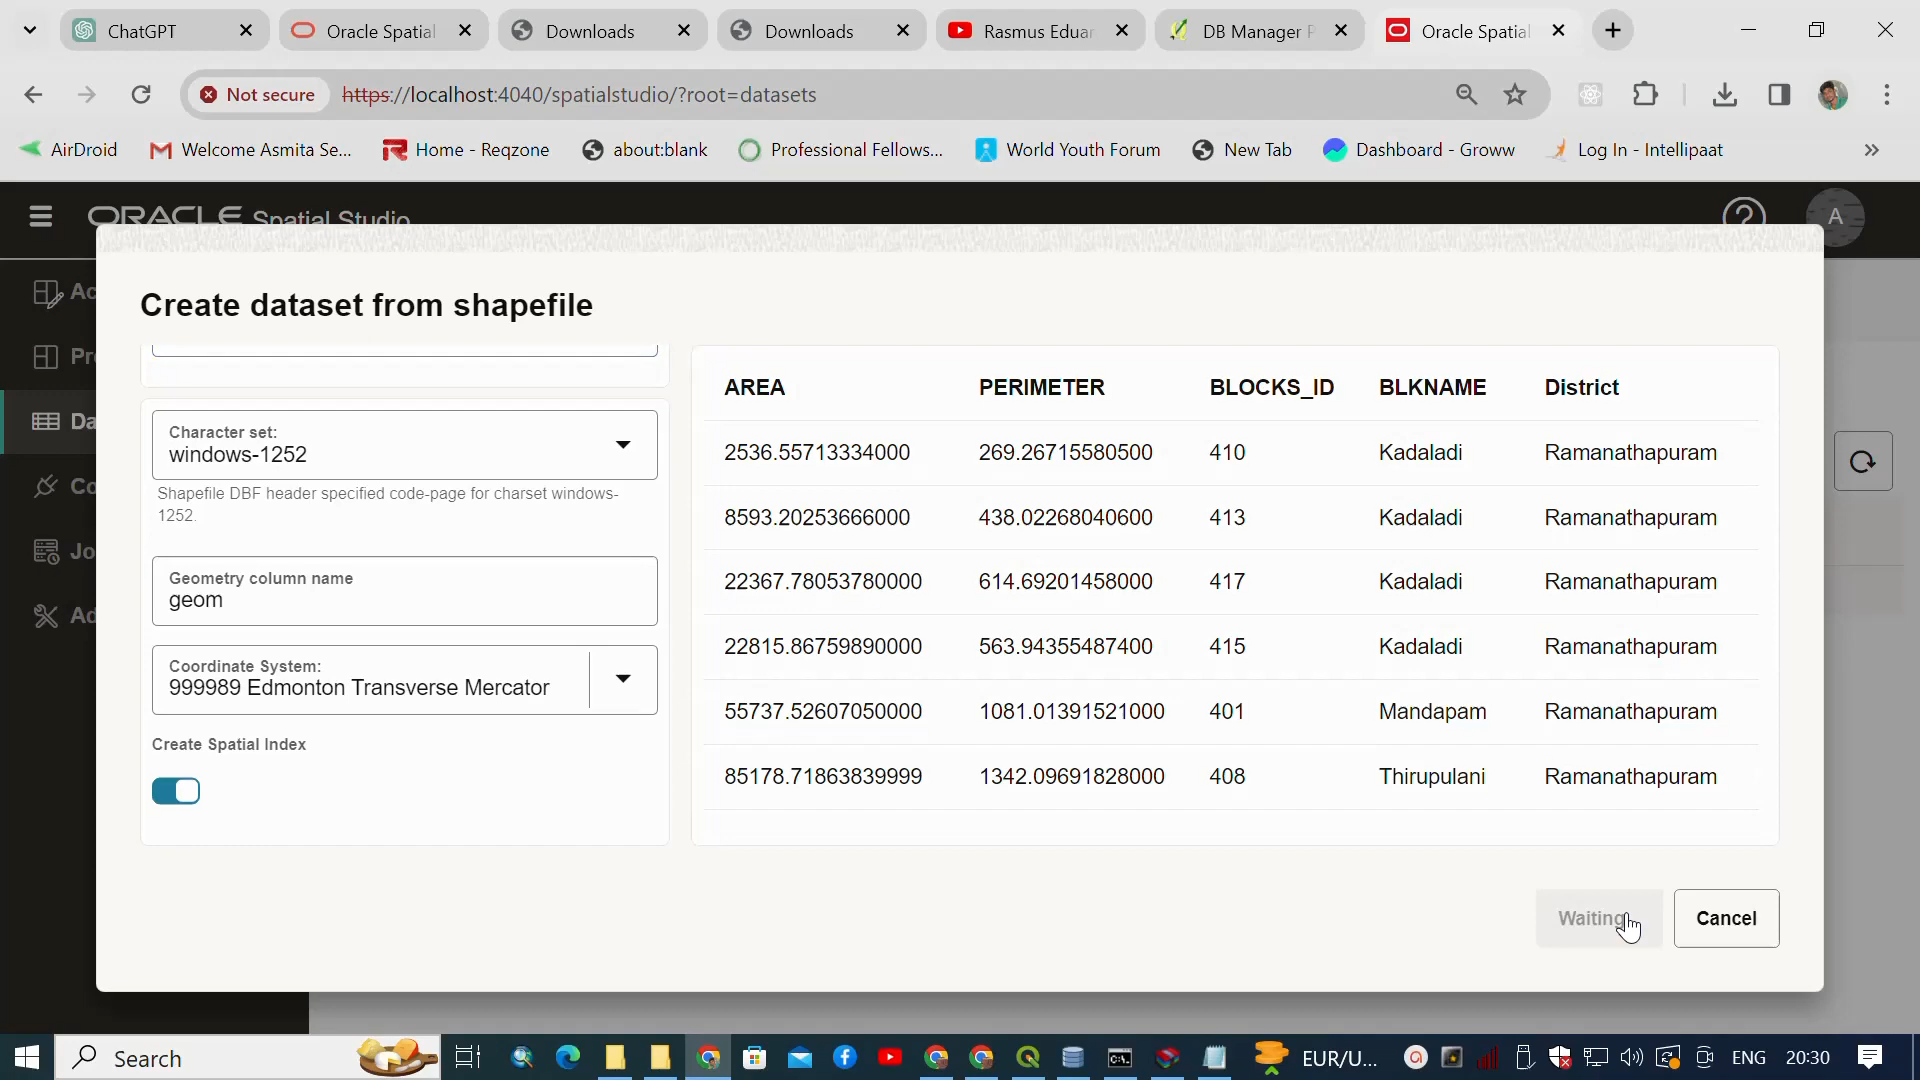 ChatGPT
Oracle Spatial
Downloads
Downloads
Rasmus Eduar
DB Manager P
Oracle Spatial
Not secure
https://localhost:4040/spatialstudio/?root=datasets
AirDroid
Welcome Asmita Se...
Home - Reqzone
about:blank
Professional Fellows...
World Youth Forum
New Tab
Dashboard - Groww
Log In - Intellipaat
ORACLE Spatial Studio
A
Ac
Pr
Da
Co
Jo
Ad
Create dataset from shapefile
Character set:
windows-1252
Shapefile DBF header specified code-page for charset windows-
1252.
Geometry column name
geom
Coordinate System:
999989 Edmonton Transverse Mercator
Create Spatial Index
AREA PERIMETER BLOCKS_ID BLKNAME District
2536.55713334000 269.26715580500 410 Kadaladi Ramanathapuram
8593.20253666000 438.02268040600 413 Kadaladi Ramanathapuram
22367.78053780000 614.69201458000 417 Kadaladi Ramanathapuram
22815.86759890000 563.94355487400 415 Kadaladi Ramanathapuram
55737.52607050000 1081.01391521000 401 Mandapam Ramanathapuram
85178.71863839999 1342.09691828000 408 Thirupulani Ramanathapuram
Waiting
Cancel
Search
EUR/U...
ENG
20:30